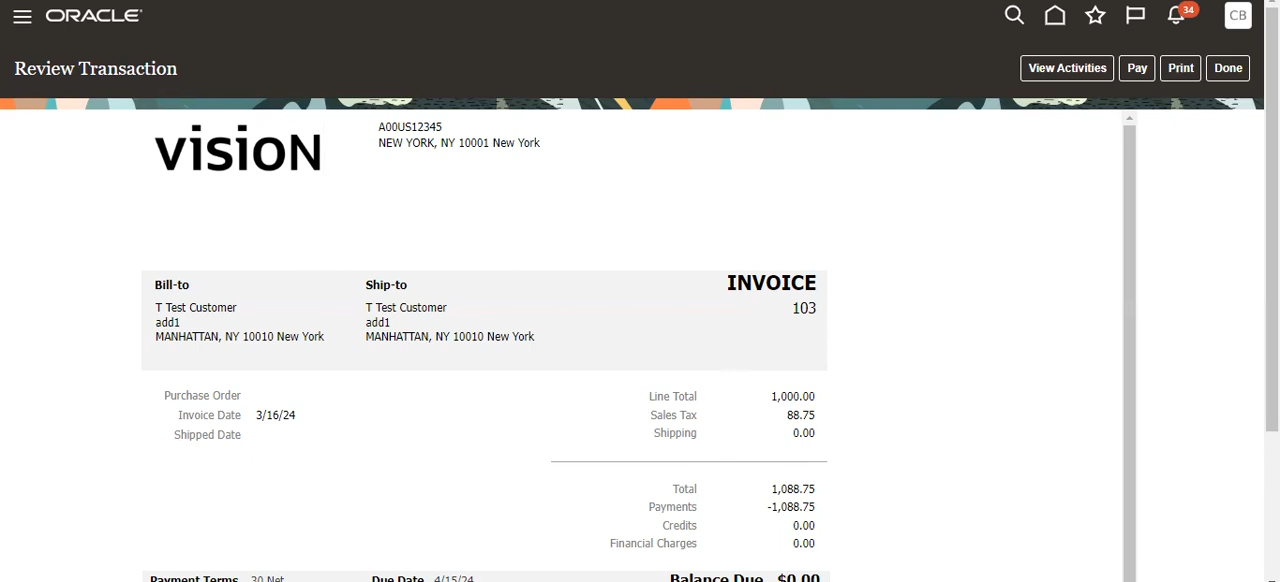 ORACLE
34
CB
Review Transaction
View Activities Pay Print Done
visioN
A00US12345
NEW YORK, NY 10001 New York
Bill-to Ship-to INVOICE
T Test Customer T Test Customer 103
add1 add1
MANHATTAN, NY 10010 New York MANHATTAN, NY 10010 New York
Purchase Order Line Total 1,000.00
Invoice Date 3/16/24 Sales Tax 88.75
Shipped Date Shipping 0.00
Total 1,088.75
Payments -1,088.75
Credits 0.00
Financial Charges 0.00
Payment Terms 30 Net Due Date 4/15/24 Balance Due $0.00